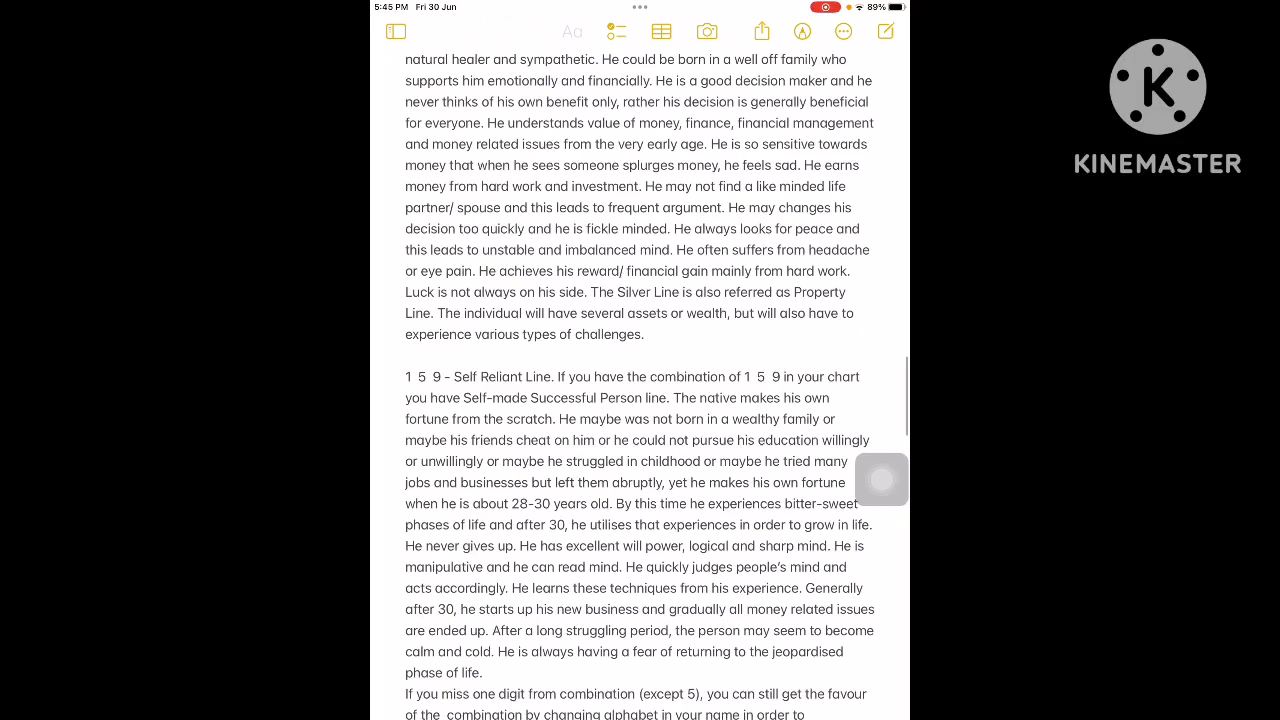 5:45 PM Fri 30 Jun
89%
Aa
natural healer and sympathetic. He could be born in a well off family who
supports him emotionally and financially. He is a good decision maker and he
never thinks of his own benefit only, rather his decision is generally beneficial
for everyone. He understands value of money, finance, financial management
and money related issues from the very early age. He is so sensitive towards
money that when he sees someone splurges money, he feels sad. He earns
money from hard work and investment. He may not find a like minded life
partner/ spouse and this leads to frequent argument. He may changes his
decision too quickly and he is fickle minded. He always looks for peace and
this leads to unstable and imbalanced mind. He often suffers from headache
or eye pain. He achieves his reward/ financial gain mainly from hard work.
Luck is not always on his side. The Silver Line is also referred as Property
Line. The individual will have several assets or wealth, but will also have to
experience various types of challenges.
1 5 9 - Self Reliant Line. If you have the combination of 1 5 9 in your chart
you have Self-made Successful Person line. The native makes his own
fortune from the scratch. He maybe was not born in a wealthy family or
maybe his friends cheat on him or he could not pursue his education willingly
or unwillingly or maybe he struggled in childhood or maybe he tried many
jobs and businesses but left them abruptly, yet he makes his own fortune
when he is about 28-30 years old. By this time he experiences bitter-sweet
phases of life and after 30, he utilises that experiences in order to grow in life.
He never gives up. He has excellent will power, logical and sharp mind. He is
manipulative and he can read mind. He quickly judges people's mind and
acts accordingly. He learns these techniques from his experience. Generally
after 30, he starts up his new business and gradually all money related issues
are ended up. After a long struggling period, the person may seem to become
calm and cold. He is always having a fear of returning to the jeopardised
phase of life.
If you miss one digit from combination (except 5), you can still get the favour
of the combination by changing alphabet in your name in order to
K
KINEMASTER